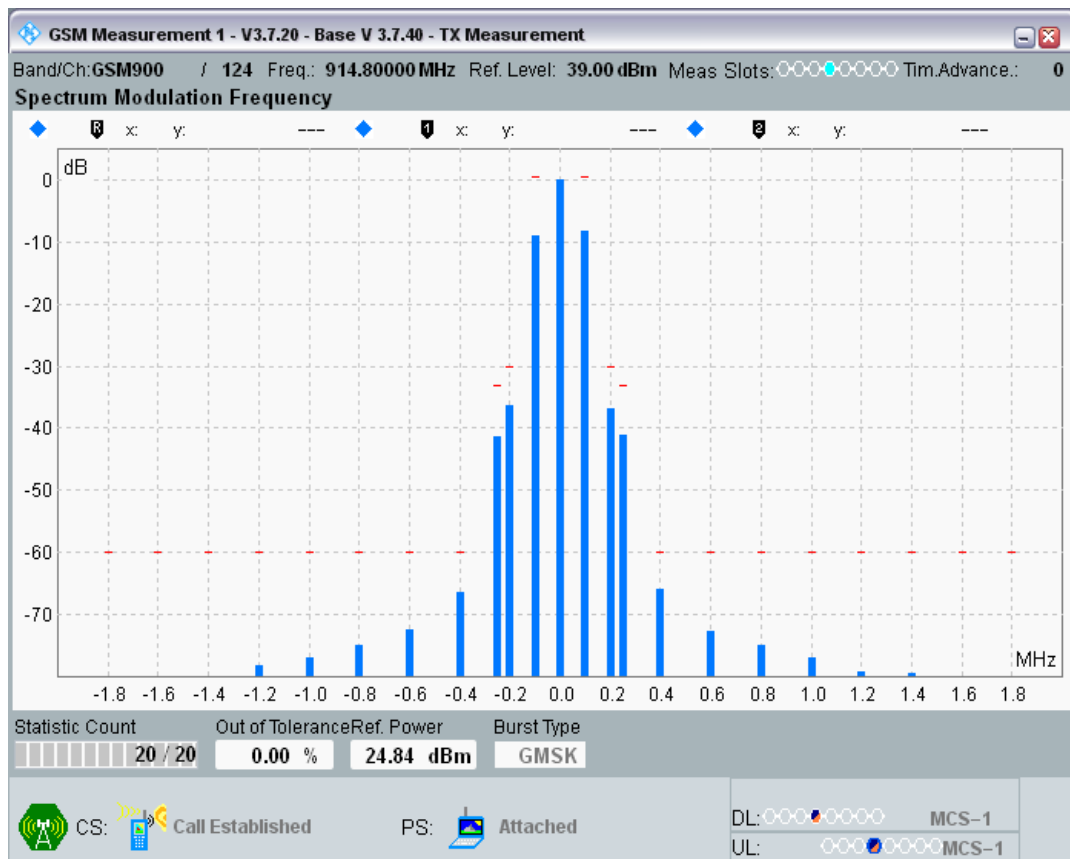 GSM Measurement 1 - V3.7.20 - Base V 3.7.40 - TX Measurement
Band/Ch:GSM900 / 124 Freq.: 914.80000 MHz Ref. Level: 39.00 dBm Meas Slots: Tim.Advance.: 0
Spectrum Modulation Frequency
R x: y: --- 1 x: y: --- 2 x: y: ---
dB
0
-10
-20
-30
-40
-50
-60
-70
MHz
-1.8 -1.6 -1.4 -1.2 -1.0 -0.8 -0.6 -0.4 -0.2 0.0 0.2 0.4 0.6 0.8 1.0 1.2 1.4 1.6 1.8
Statistic Count Out of Tolerance Ref. Power Burst Type
20 / 20 0.00 % 24.84 dBm GMSK
CS: Call Established PS: Attached
DL: MCS-1
UL: MCS-1